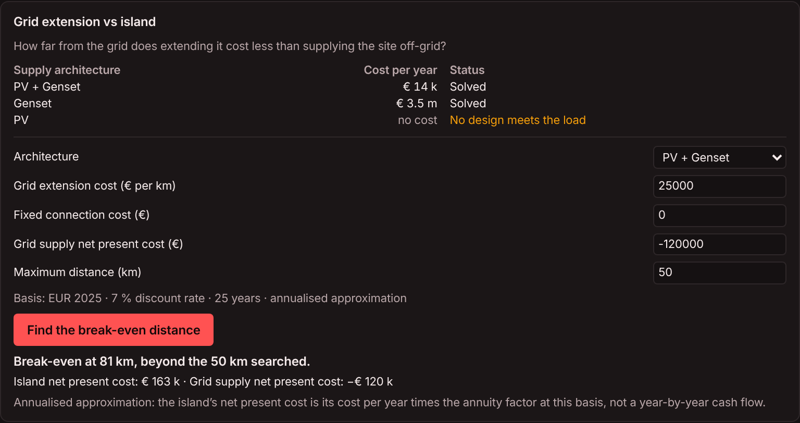 Grid extension vs island
How far from the grid does extending it cost less than supplying the site off-grid?
Supply architecture Cost per year Status
PV + Genset € 14 k Solved
Genset € 3.5 m Solved
PV no cost No design meets the load
Architecture PV + Genset
Grid extension cost (€ per km) 25000
Fixed connection cost (€) 0
Grid supply net present cost (€) -120000
Maximum distance (km) 50
Basis: EUR 2025 · 7 % discount rate · 25 years · annualised approximation
Find the break-even distance
Break-even at 81 km, beyond the 50 km searched.
Island net present cost: € 163 k · Grid supply net present cost: −€ 120 k
Annualised approximation: the island’s net present cost is its cost per year times the annuity factor at this basis, not a year-by-year cash flow.